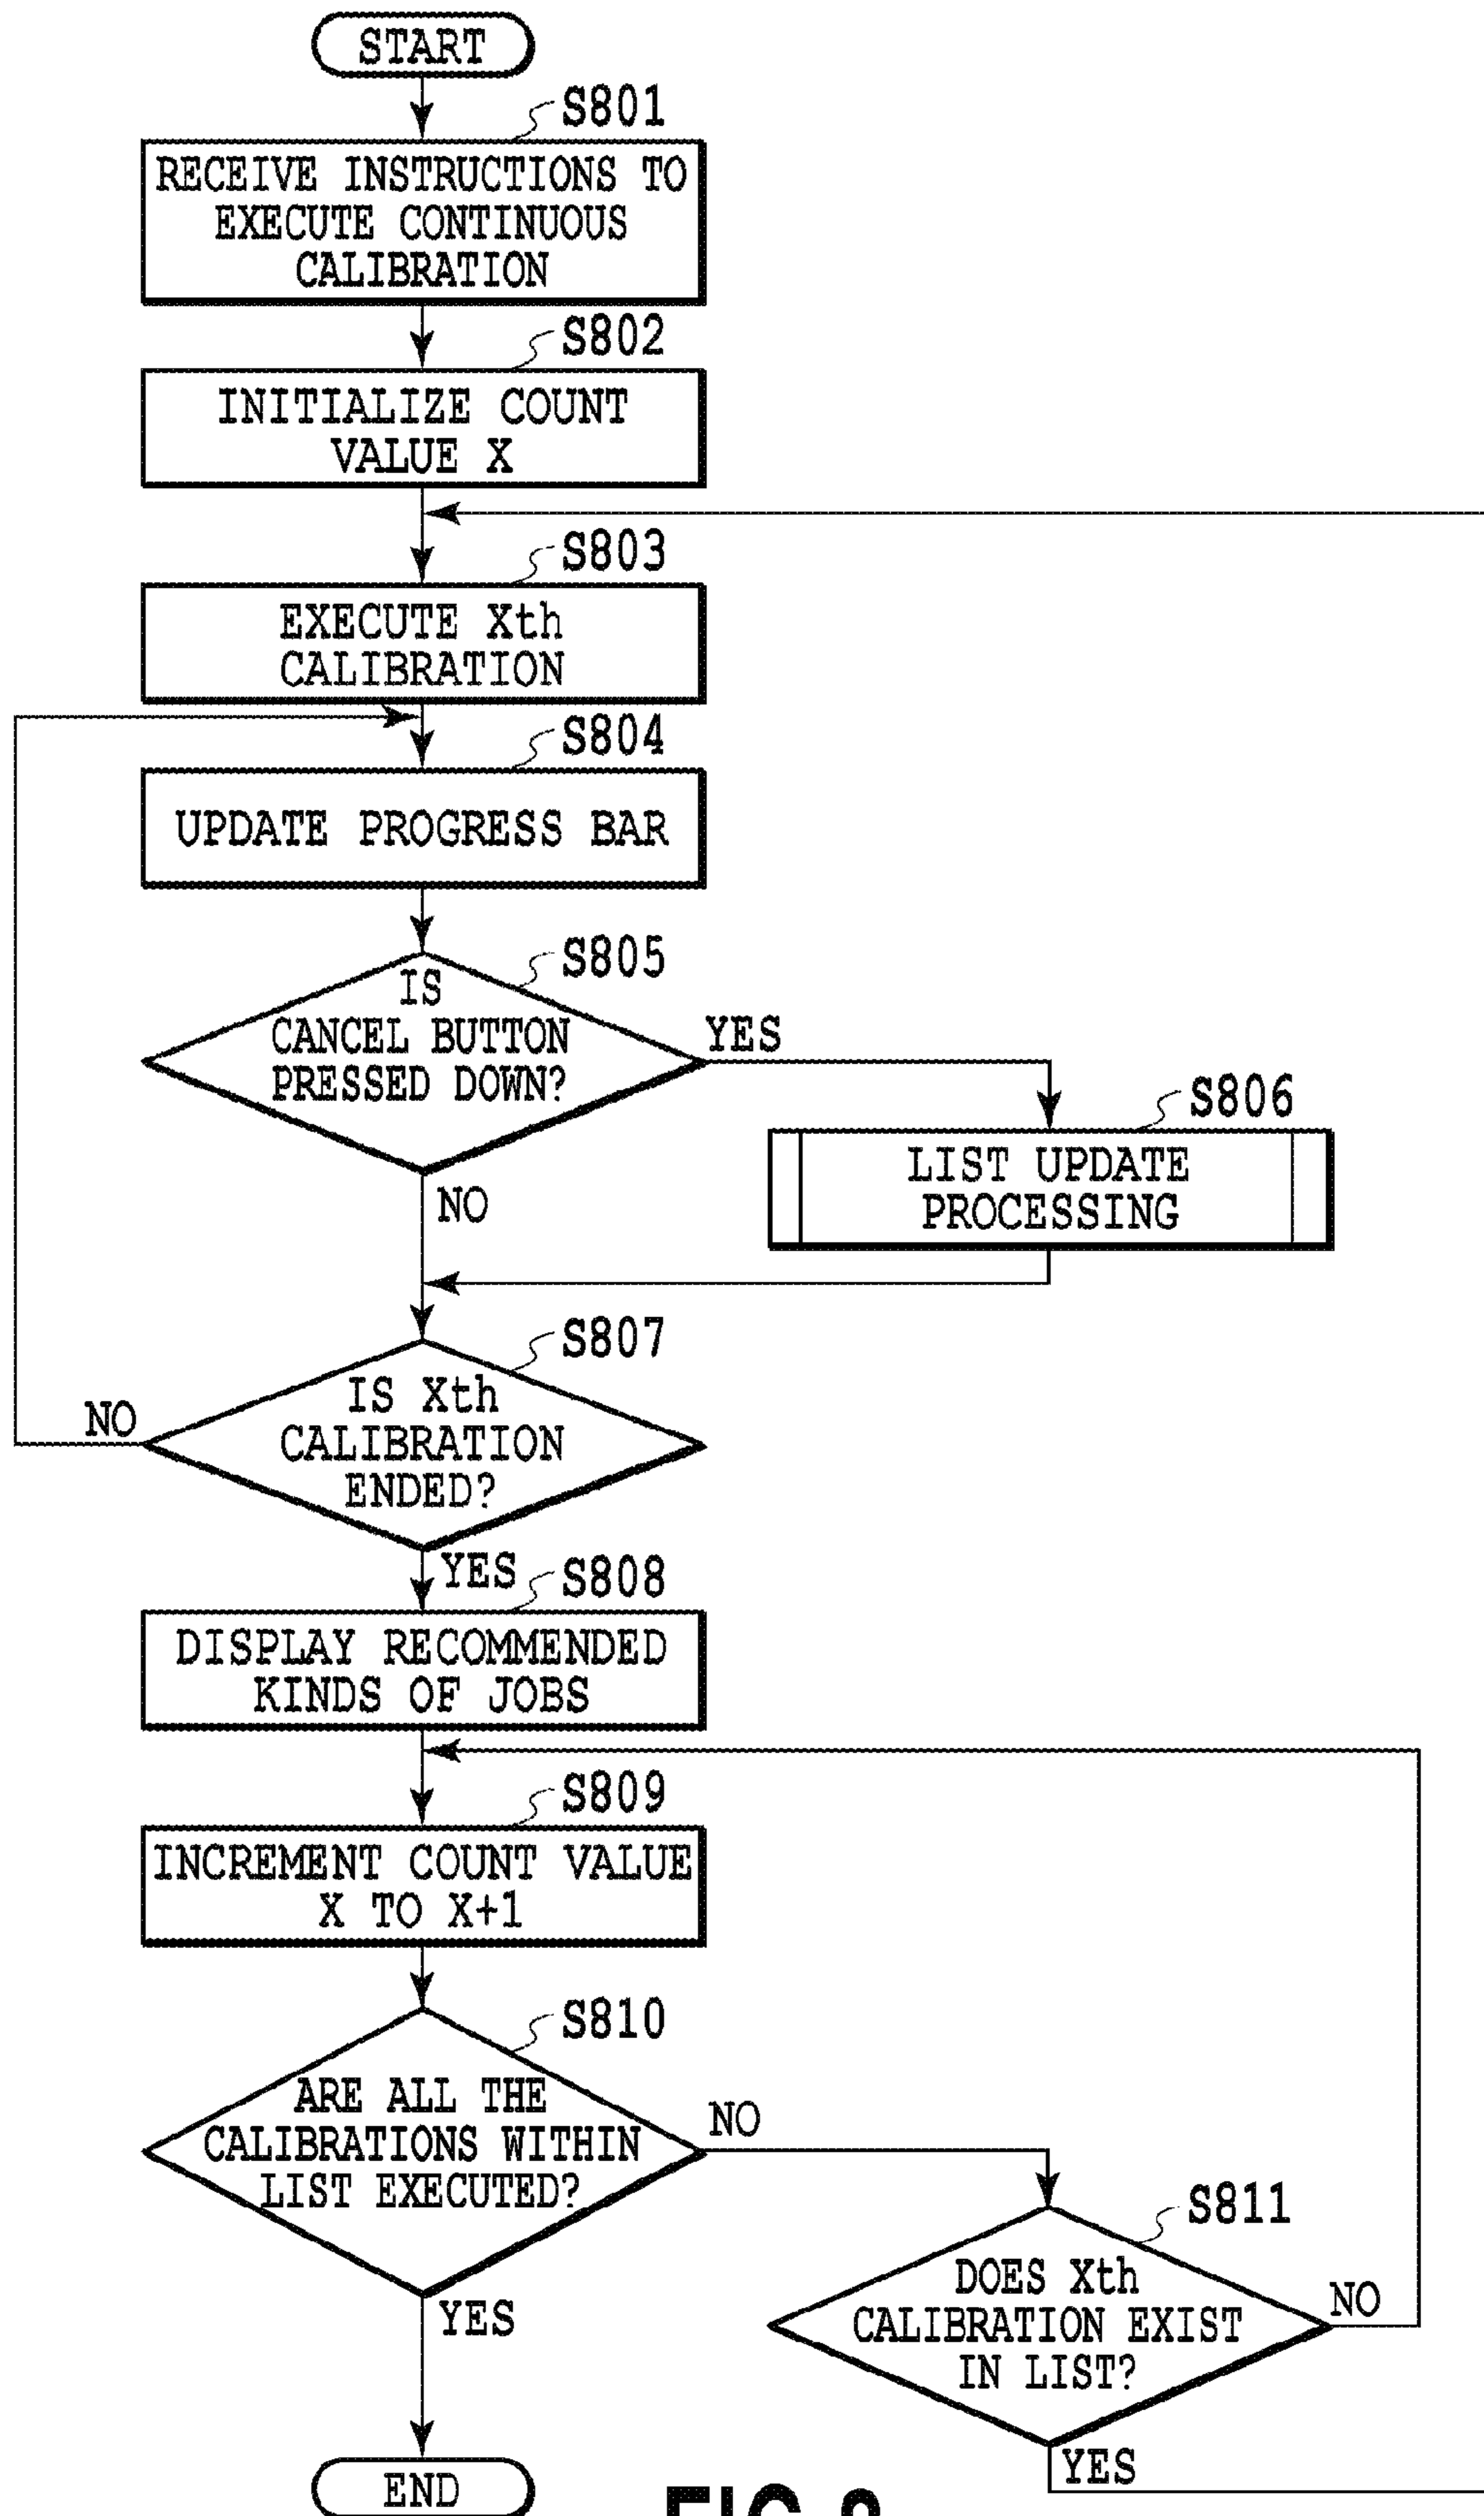 START
S801
RECEIVE INSTRUCTIONS TO
EXECUTE CONTINUOUS
CALIBRATION
S802
INITIALIZE COUNT
VALUE X
S803
EXECUTE Xth
CALIBRATION
S804
UPDATE PROGRESS BAR
S805
IS
CANCEL BUTTON
PRESSED DOWN?
YES
NO
S806
LIST UPDATE
PROCESSING
S807
IS Xth
CALIBRATION
ENDED?
NO
YES
S808
DISPLAY RECOMMENDED
KINDS OF JOBS
S809
INCREMENT COUNT VALUE
X TO X+1
S810
ARE ALL THE
CALIBRATIONS WITHIN
LIST EXECUTED?
NO
YES
S811
DOES Xth
CALIBRATION EXIST
IN LIST?
NO
YES
END